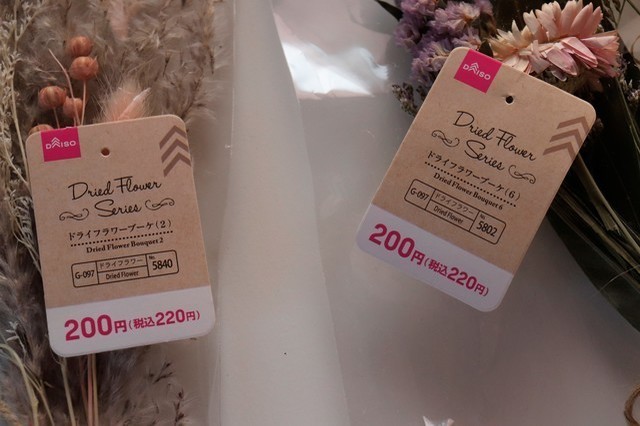 DAISO
Dried Flower
Series
ドライフラワーブーケ(2)
Dried Flower Bouquet 2
G-097 ドライフラワー Dried Flower No. 5840
200円(税込220円)
DAISO
Dried Flower
Series
ドライフラワーブーケ(6)
Dried Flower Bouquet 6
G-097 ドライフラワー Dried Flower No. 5802
200円(税込220円)